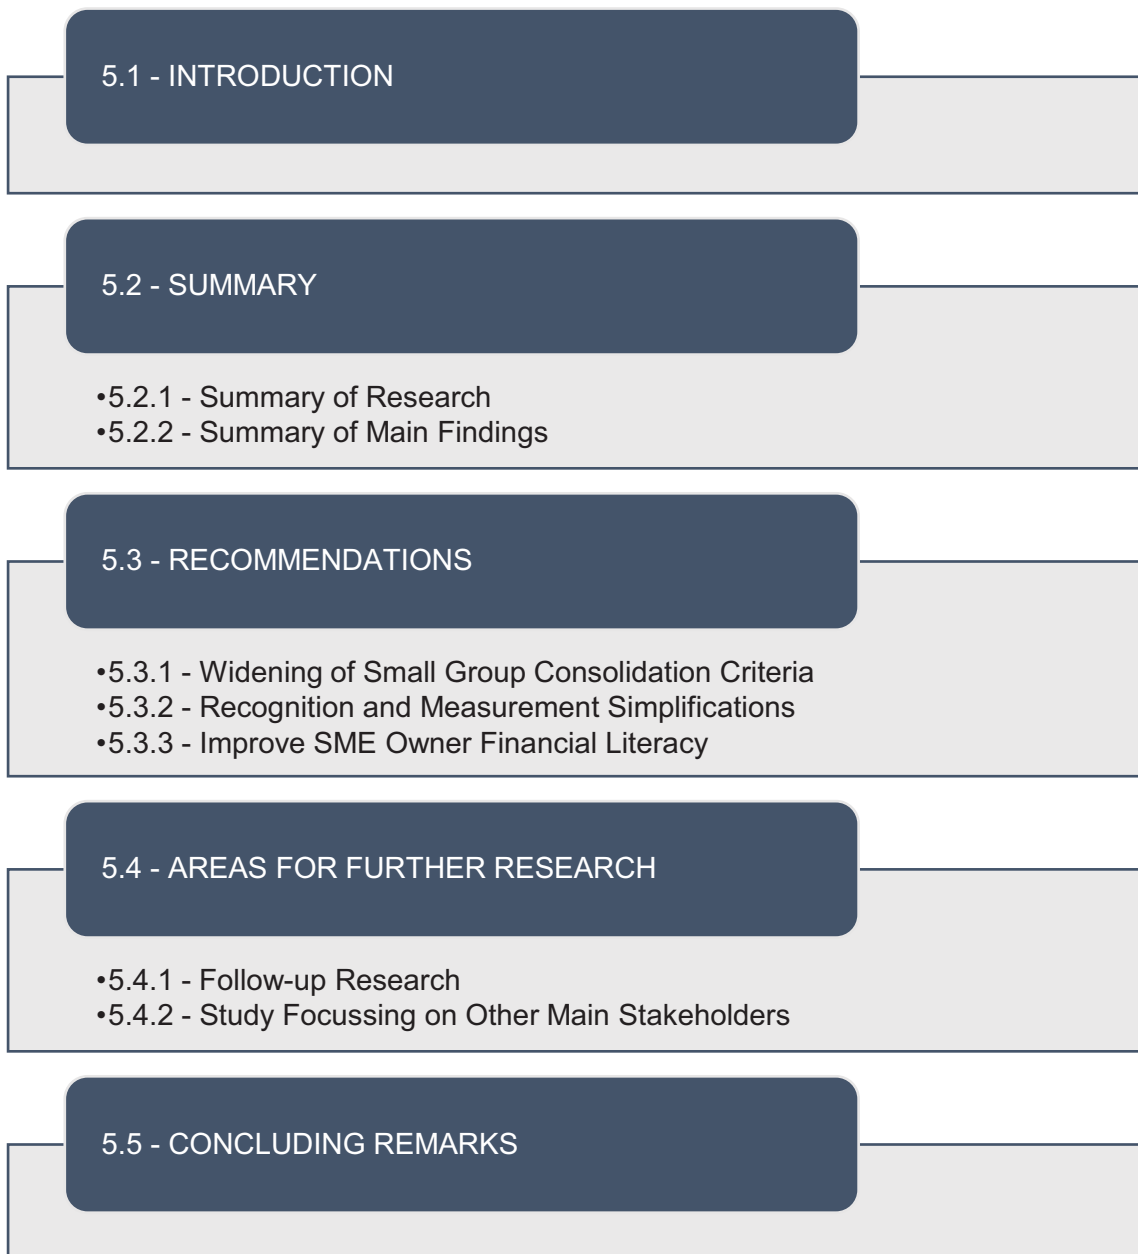 5.1 - INTRODUCTION
5.2 - SUMMARY
•5.2.1 - Summary of Research
•5.2.2 - Summary of Main Findings
5.3 - RECOMMENDATIONS
•5.3.1 - Widening of Small Group Consolidation Criteria
•5.3.2 - Recognition and Measurement Simplifications
•5.3.3 - Improve SME Owner Financial Literacy
5.4 - AREAS FOR FURTHER RESEARCH
•5.4.1 - Follow-up Research
•5.4.2 - Study Focussing on Other Main Stakeholders
5.5 - CONCLUDING REMARKS